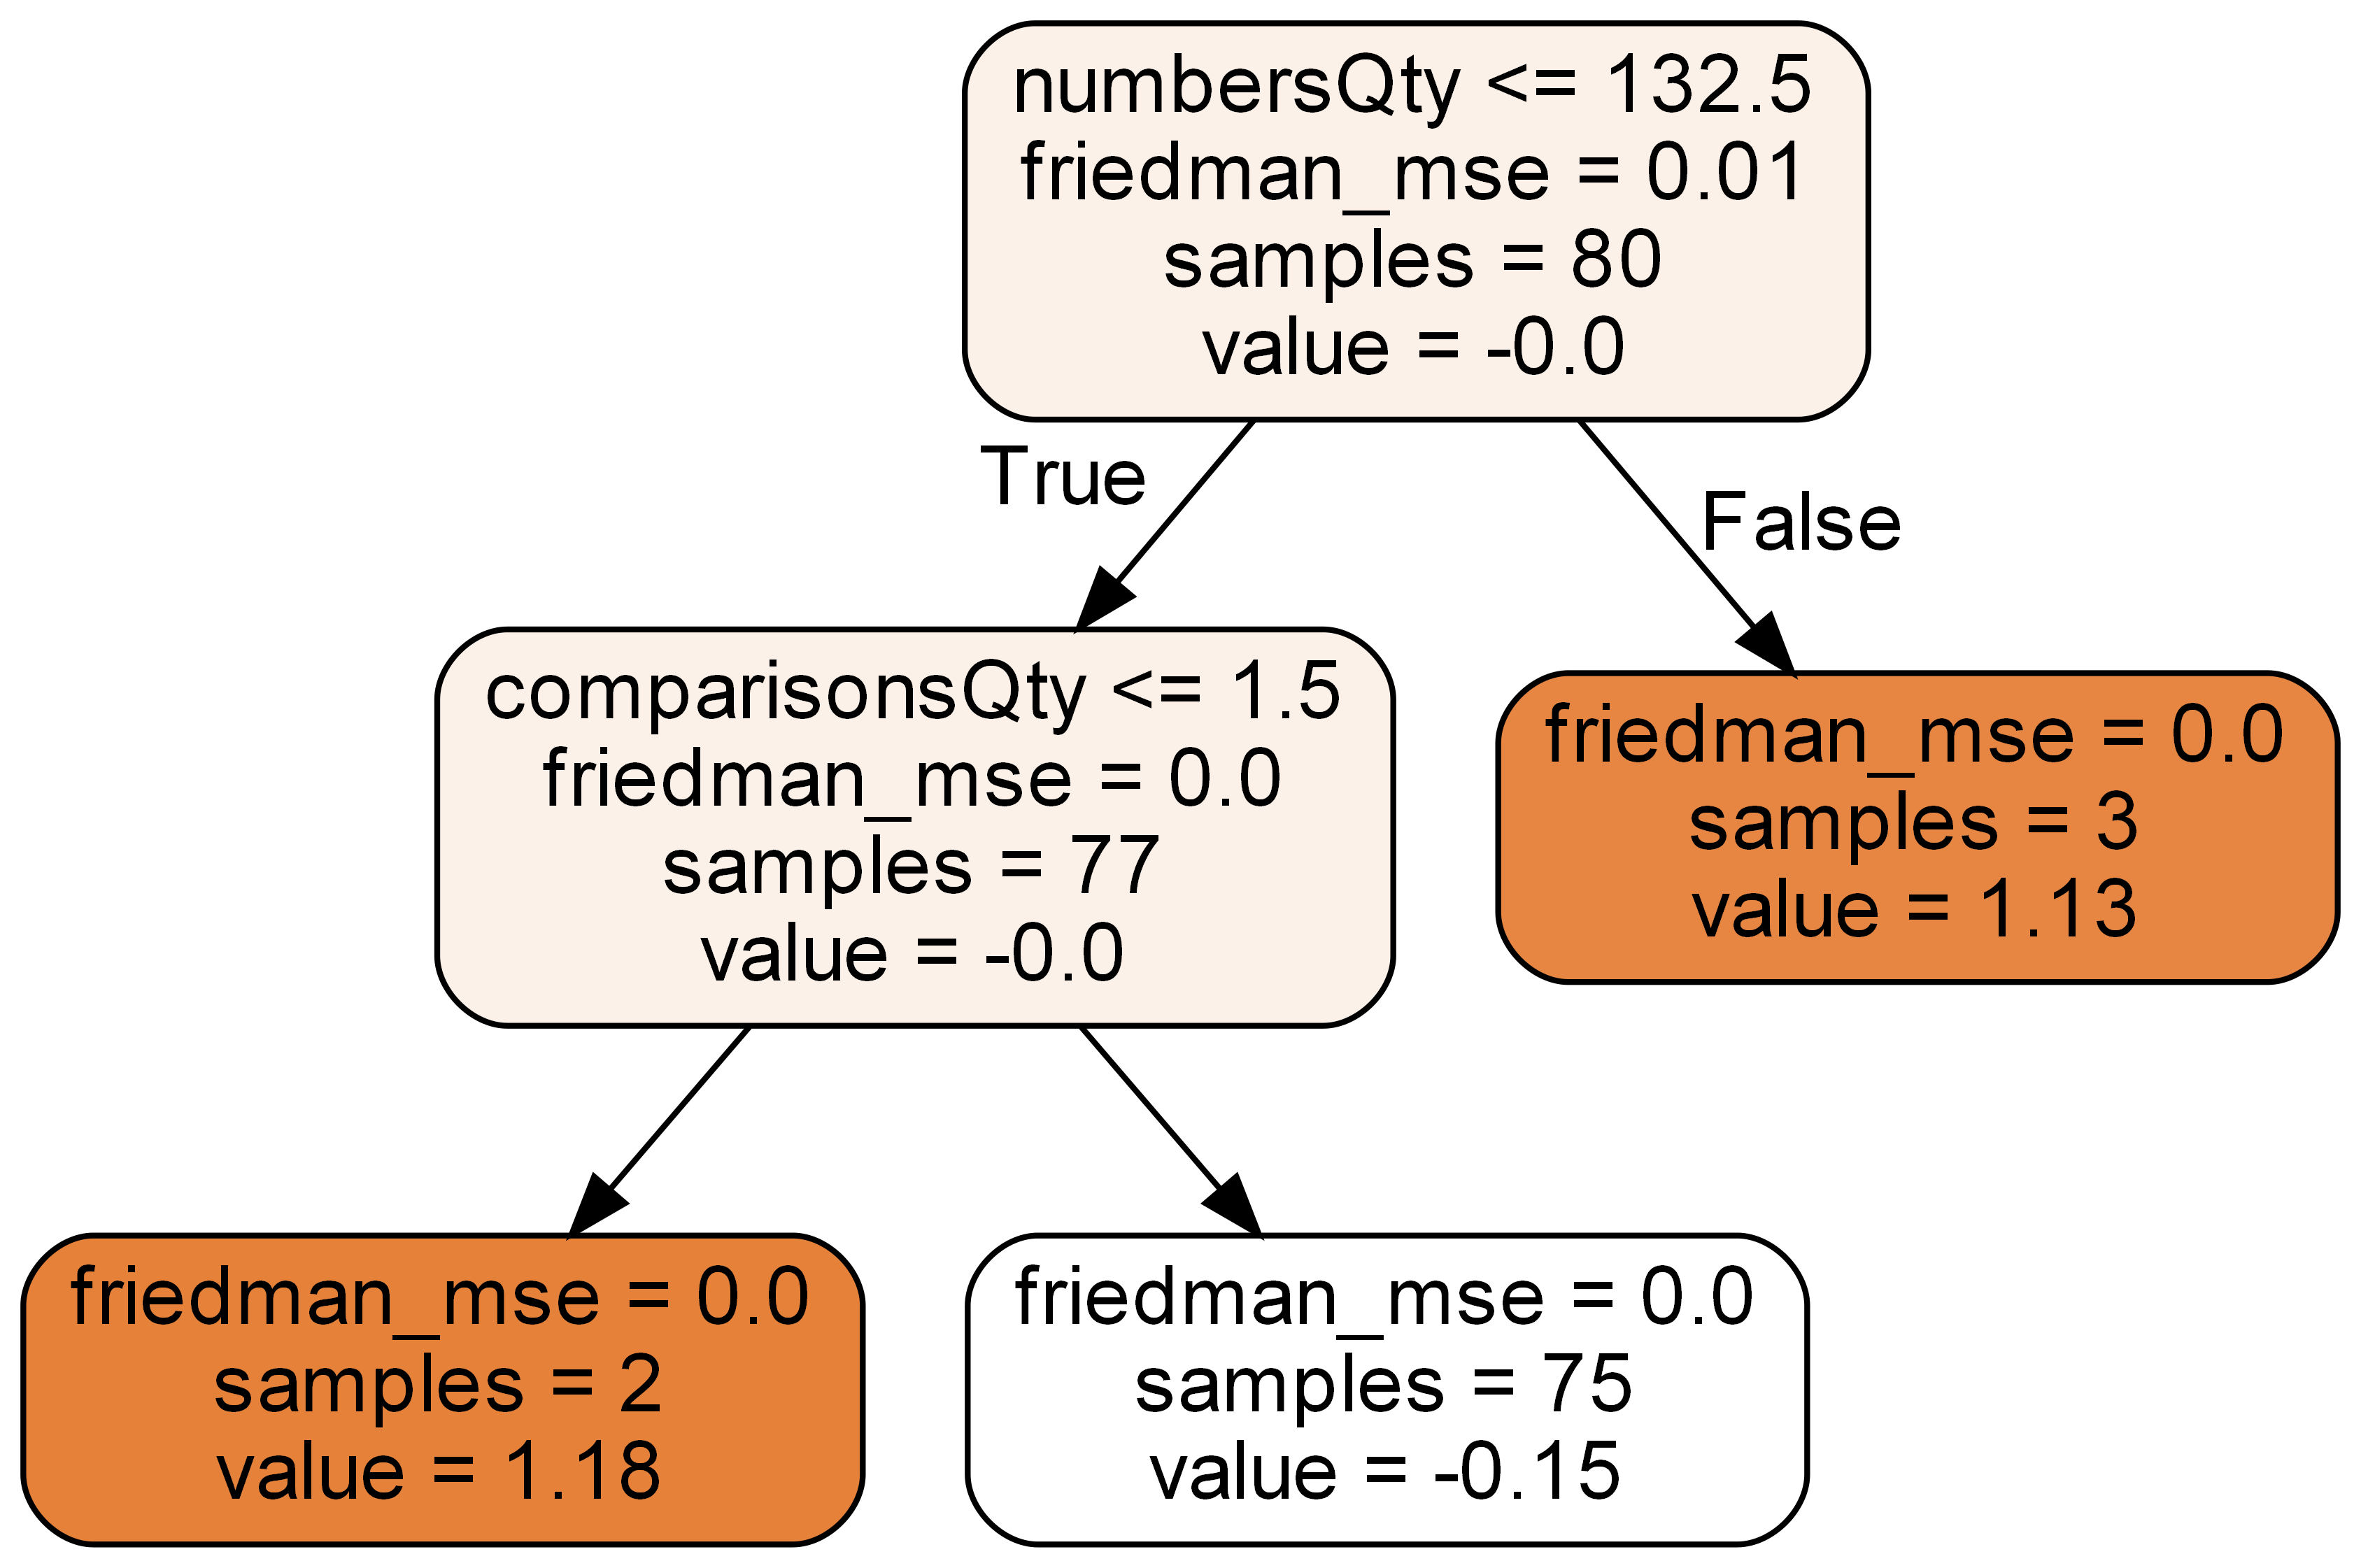 numbersQty <= 132.5
friedman_mse = 0.01
samples = 80
value = -0.0
True
False
comparisonsQty <= 1.5
friedman_mse = 0.0
samples = 77
value = -0.0
friedman_mse = 0.0
samples = 3
value = 1.13
friedman_mse = 0.0
samples = 2
value = 1.18
friedman_mse = 0.0
samples = 75
value = -0.15